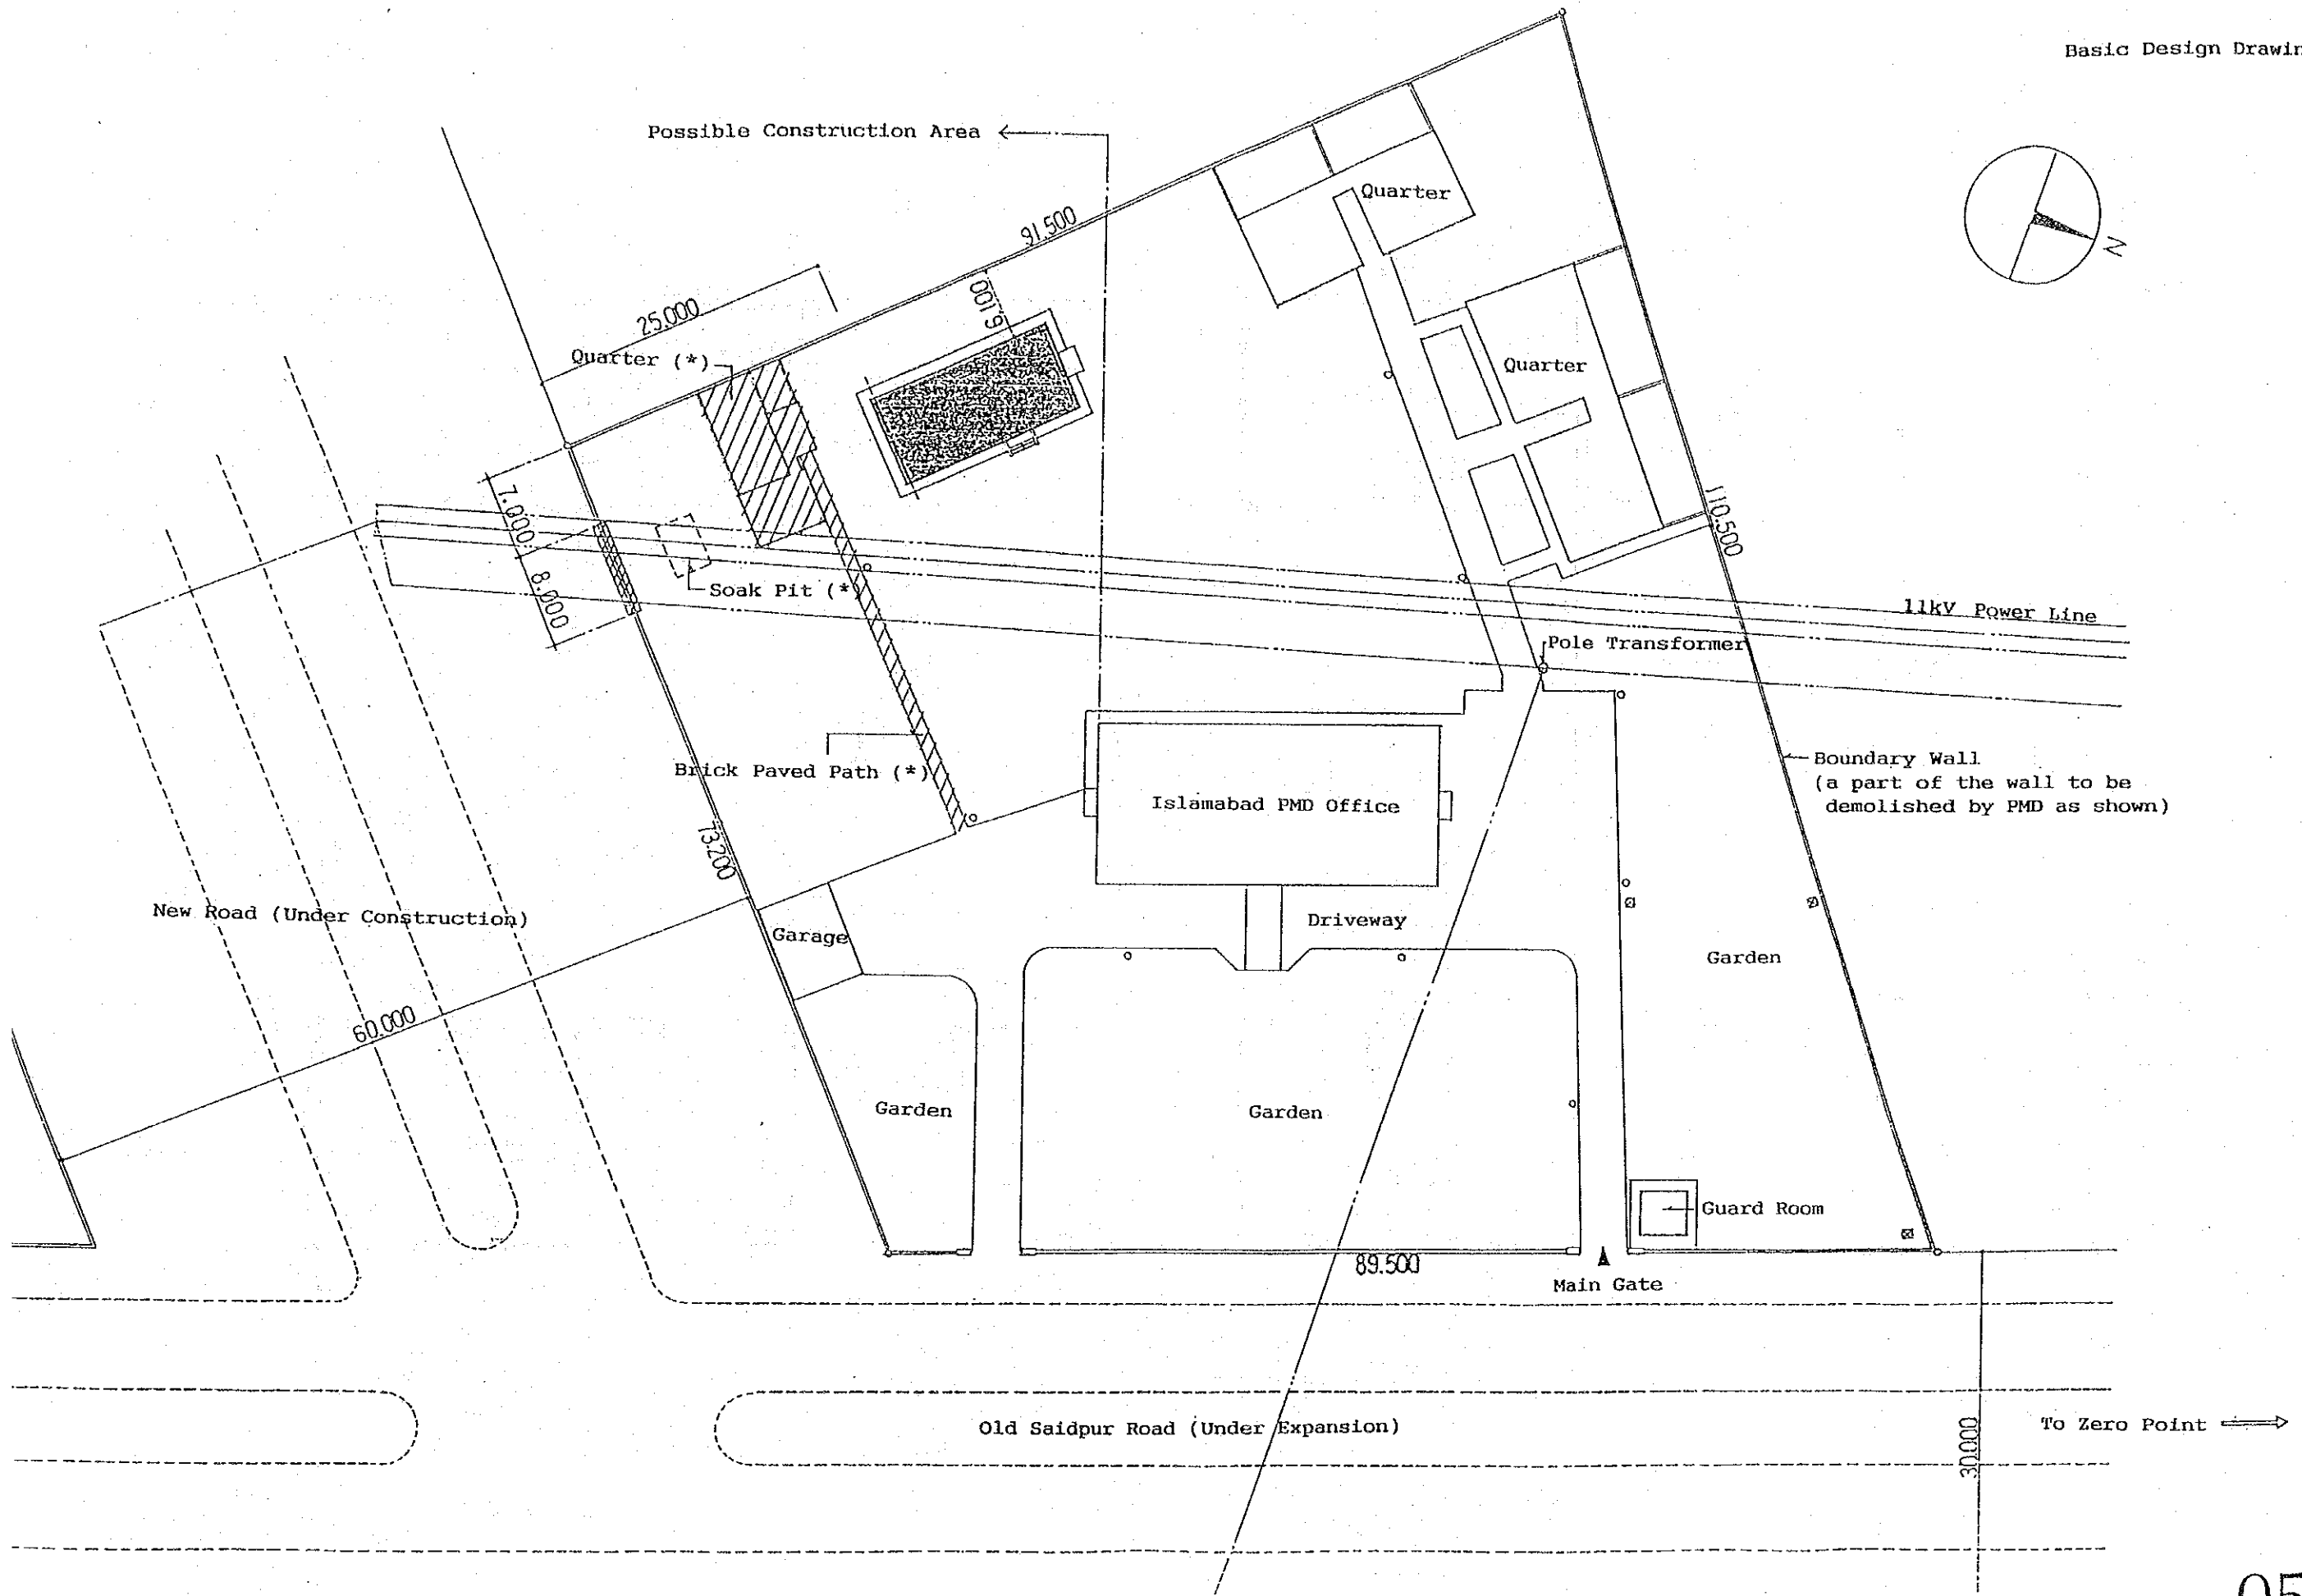 Basic Design Drawin
Possible Construction Area
Quarter
N
91.500
6.100
25.000
Quarter (*)
Quarter
7.000
8.000
110.500
Soak Pit (*)
11kV Power Line
Pole Transformer
Boundary Wall
(a part of the wall to be
demolished by PMD as shown)
Brick Paved Path (*)
Islamabad PMD Office
73.200
New Road (Under Construction)
Garage
Driveway
Garden
60.000
Garden
Garden
Guard Room
89.500
Main Gate
Old Saidpur Road (Under Expansion)
To Zero Point
30.000
05